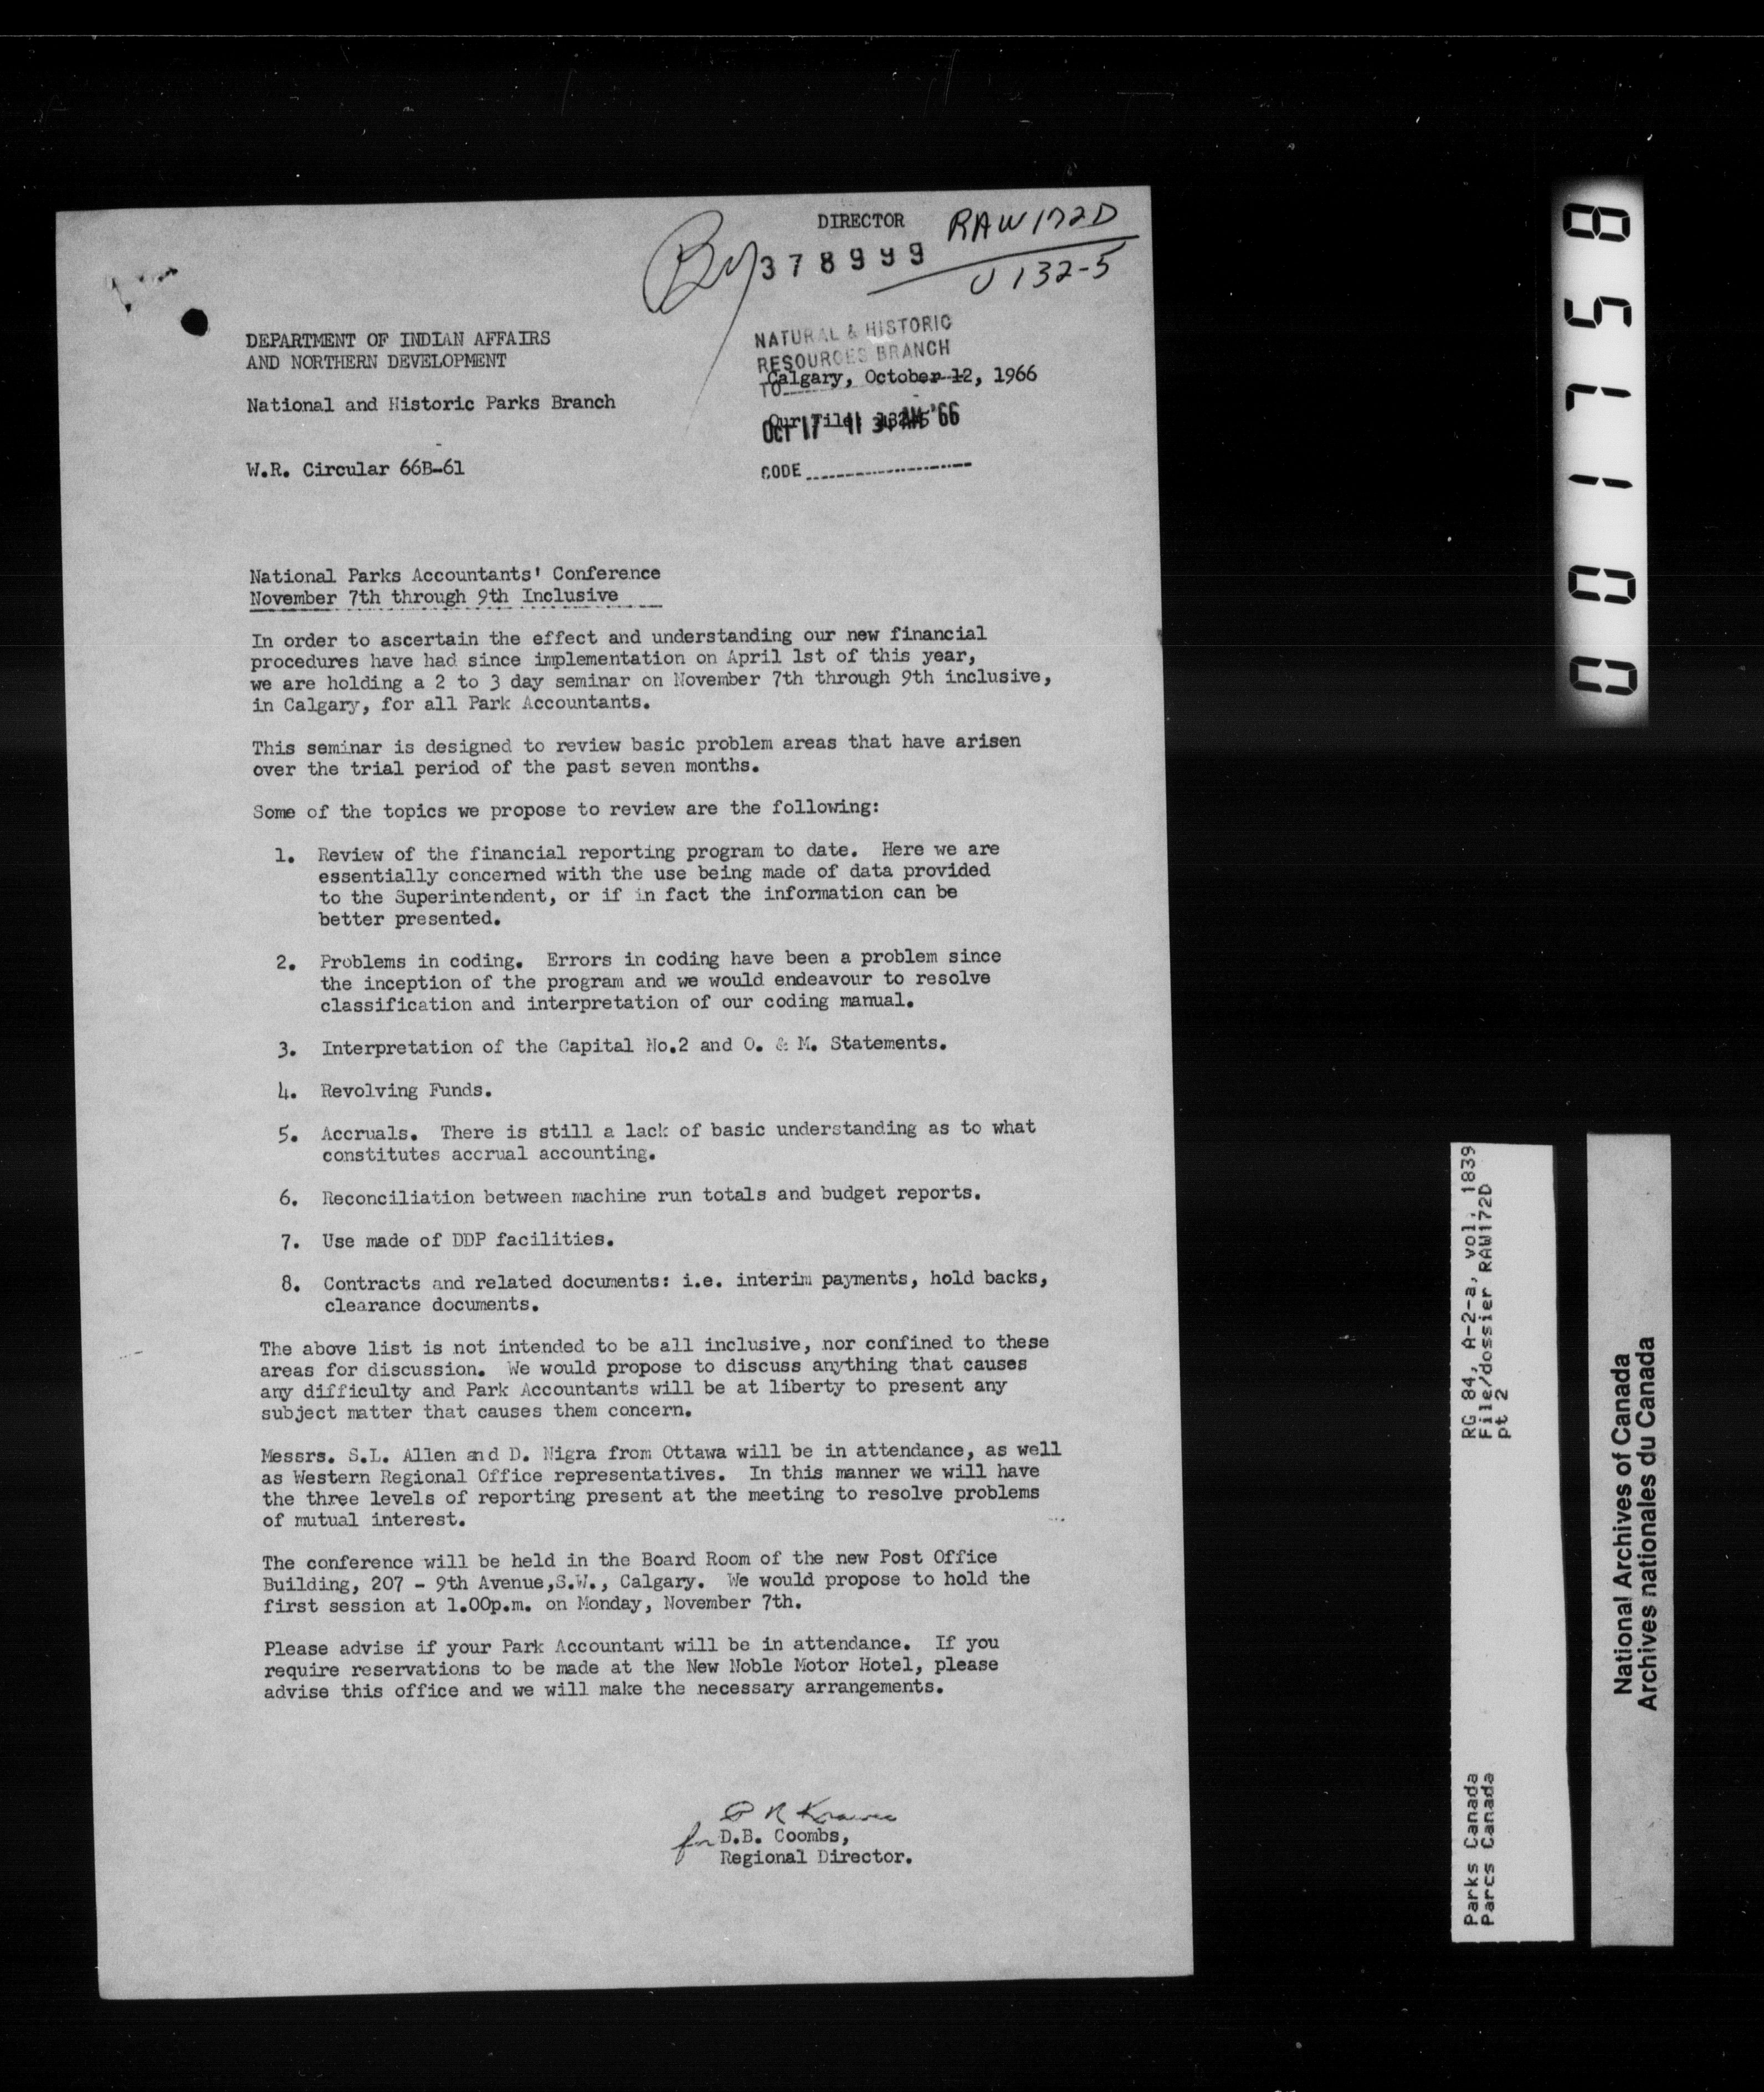 DIRECTOR
RAW172D
378999
U132-5
DEPARTMENT OF INDIAN AFFAIRS
AND NORTHERN DEVELOPMENT
NATURAL & HISTORIC
RESOURCES BRANCH
TO
Calgary, October 12, 1966
National and Historic Parks Branch
Our File:
OCT 17 11 AM '66
W.R. Circular 66B-61
CODE
National Parks Accountants' Conference
November 7th through 9th Inclusive
In order to ascertain the effect and understanding our new financial
procedures have had since implementation on April 1st of this year,
we are holding a 2 to 3 day seminar on November 7th through 9th inclusive,
in Calgary, for all Park Accountants.
This seminar is designed to review basic problem areas that have arisen
over the trial period of the past seven months.
Some of the topics we propose to review are the following:
1. Review of the financial reporting program to date. Here we are
essentially concerned with the use being made of data provided
to the Superintendent, or if in fact the information can be
better presented.
2. Problems in coding. Errors in coding have been a problem since
the inception of the program and we would endeavour to resolve
classification and interpretation of our coding manual.
3. Interpretation of the Capital No.2 and O. & M. Statements.
4. Revolving Funds.
5. Accruals. There is still a lack of basic understanding as to what
constitutes accrual accounting.
6. Reconciliation between machine run totals and budget reports.
7. Use made of DDP facilities.
8. Contracts and related documents: i.e. interim payments, hold backs,
clearance documents.
The above list is not intended to be all inclusive, nor confined to these
areas for discussion. We would propose to discuss anything that causes
any difficulty and Park Accountants will be at liberty to present any
subject matter that causes them concern.
Messrs. S.L. Allen and D. Nigra from Ottawa will be in attendance, as well
as Western Regional Office representatives. In this manner we will have
the three levels of reporting present at the meeting to resolve problems
of mutual interest.
The conference will be held in the Board Room of the new Post Office
Building, 207 - 9th Avenue,S.W., Calgary. We would propose to hold the
first session at 1.00p.m. on Monday, November 7th.
Please advise if your Park Accountant will be in attendance. If you
require reservations to be made at the New Noble Motor Hotel, please
advise this office and we will make the necessary arrangements.
for D.B. Coombs,
Regional Director.
001758
RG 84, A-2-a, vol. 1839
File/dossier RAW172D
pt 2
Parks Canada
Parcs Canada
National Archives of Canada
Archives nationales du Canada